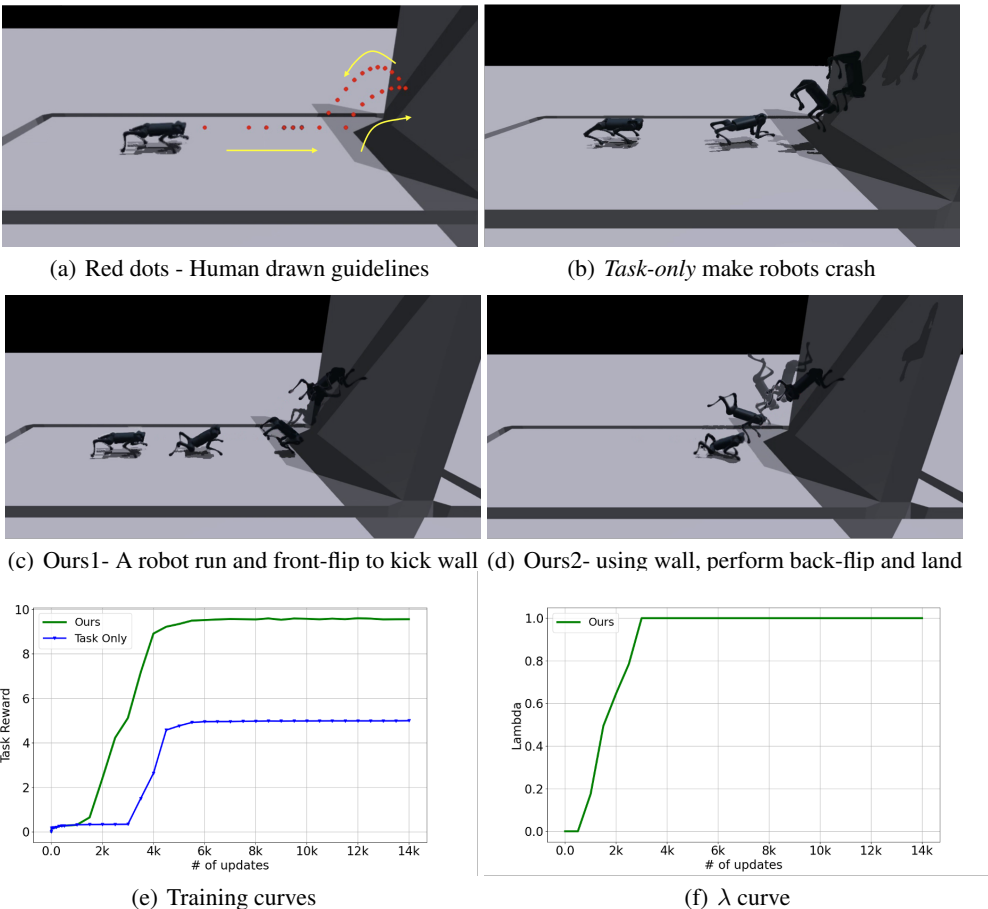 (a) Red dots - Human drawn guidelines
(b) Task-only make robots crash
(c) Ours1- A robot run and front-flip to kick wall
(d) Ours2- using wall, perform back-flip and land
10
8
6
4
2
0
Task Reward
Ours
Task Only
0.0 2k 4k 6k 8k 10k 12k 14k
# of updates
(e) Training curves
1.0
0.8
0.6
0.4
0.2
0.0
Lambda
Ours
0.0 2k 4k 6k 8k 10k 12k 14k
# of updates
(f) λ curve